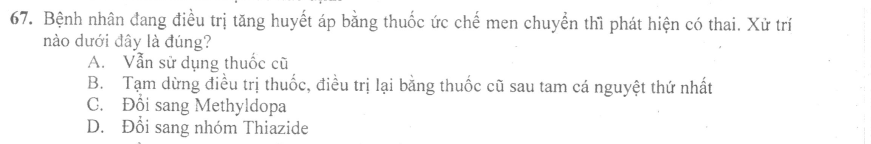 67. Bệnh nhân đang điều trị tăng huyết áp bằng thuốc ức chế men chuyển thì phát hiện có thai. Xử trí
nào dưới đây là đúng?
A. Vẫn sử dụng thuốc cũ
B. Tạm dừng điều trị thuốc, điều trị lại bằng thuốc cũ sau tam cá nguyệt thứ nhất
C. Đổi sang Methyldopa
D. Đổi sang nhóm Thiazide